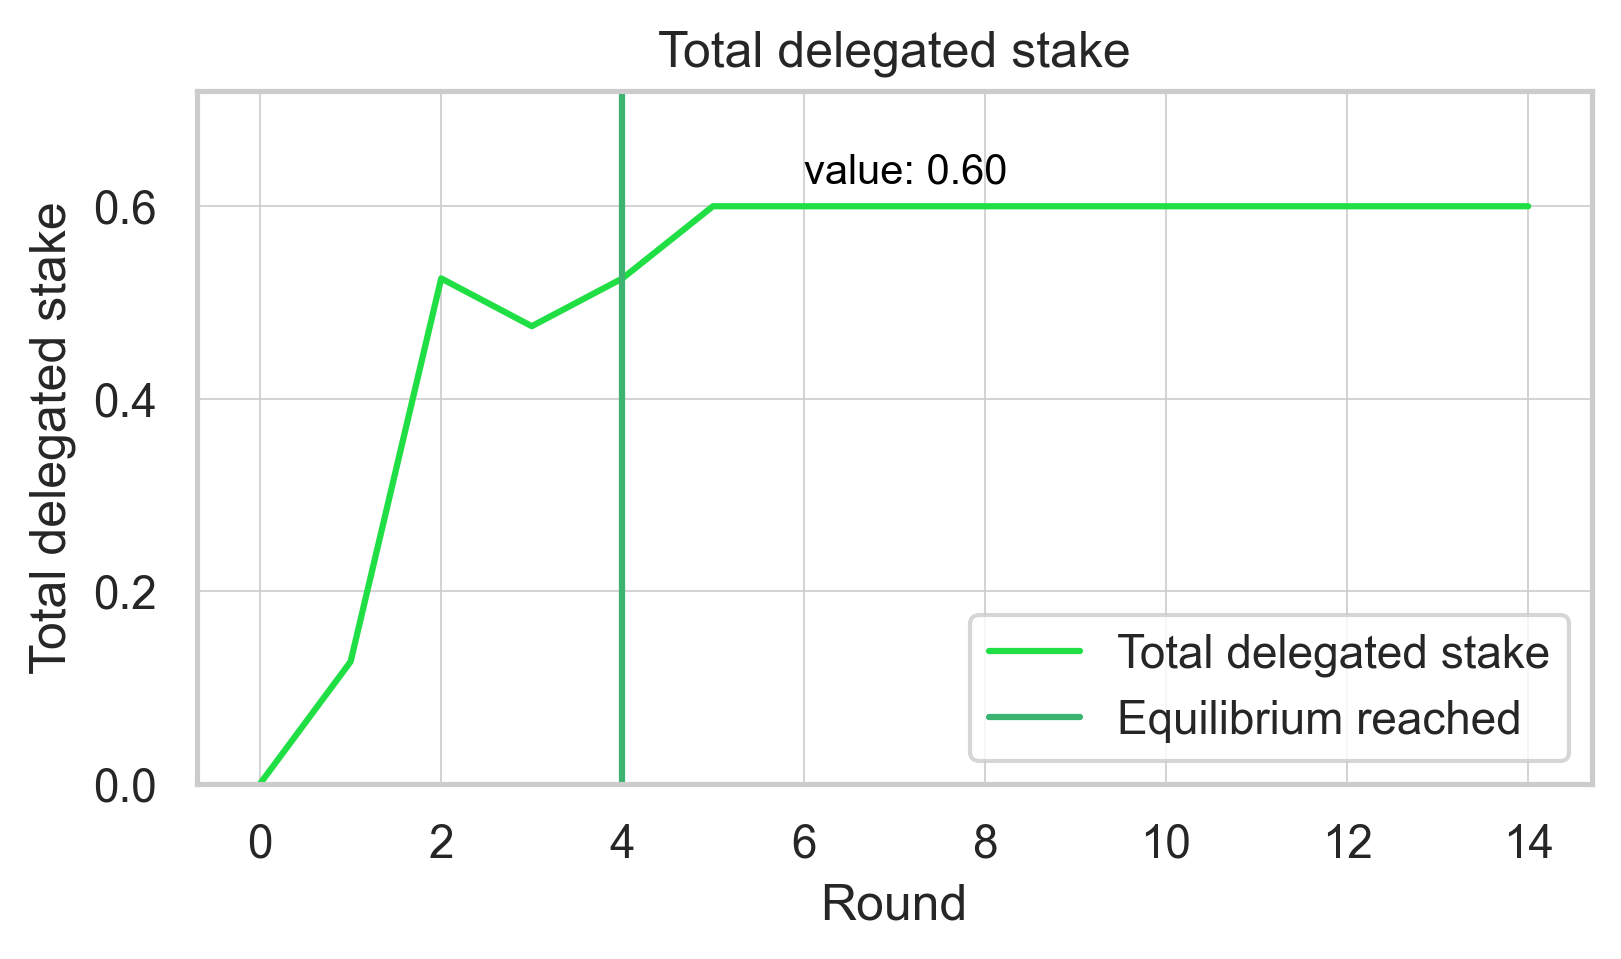 Total delegated stake
value: 0.60
Total delegated stake
0.6
0.4
0.2
0.0
Total delegated stake
Equilibrium reached
0 2 4 6 8 10 12 14
Round